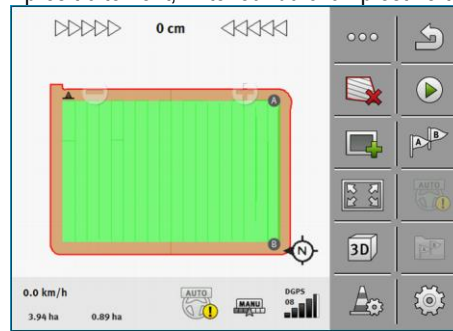 0 cm
A
B
N
A B
AUTO
3D
0.0 km/h
AUTO
MANU
DGPS
08
3.94 ha 0.89 ha